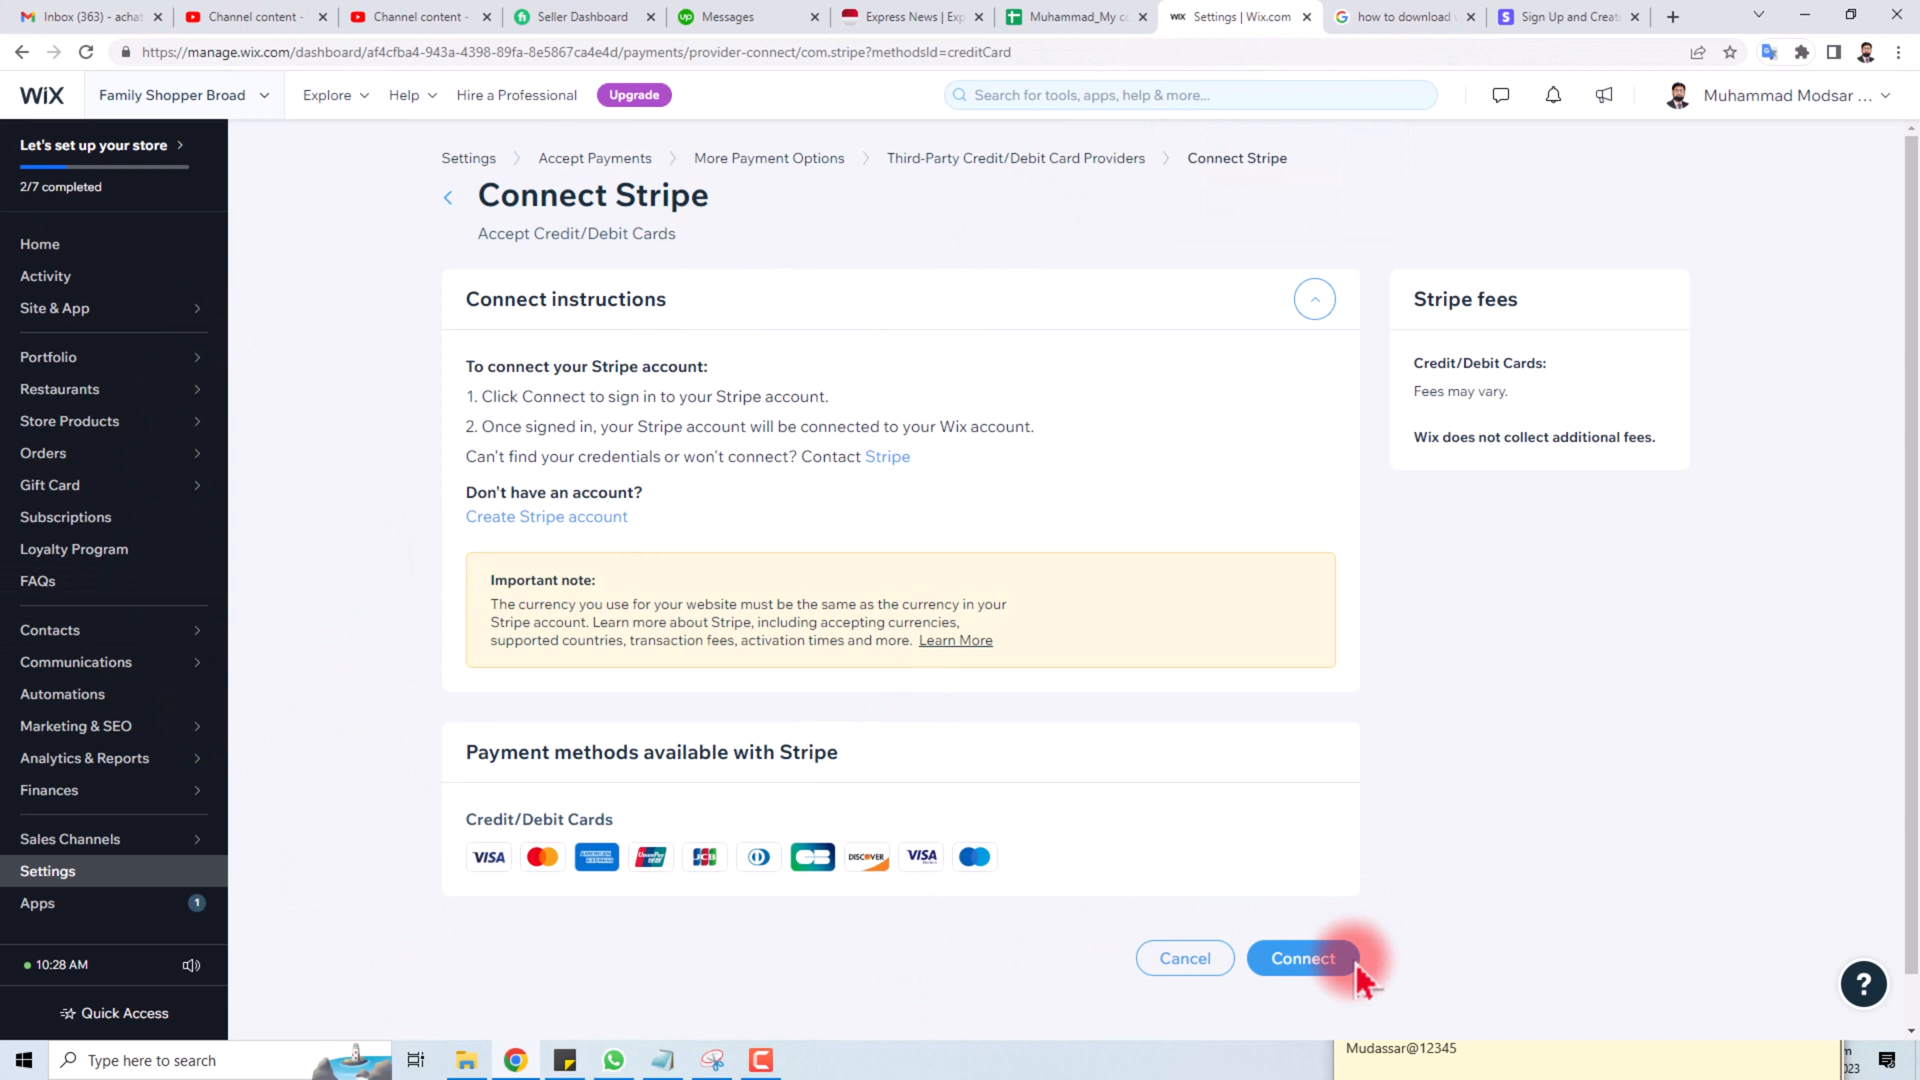 Inbox (363) - achat
Channel content -
Channel content -
Seller Dashboard
Messages
Express News | Exp
Muhammad_My co
Settings | Wix.com
how to download
Sign Up and Creat
https://manage.wix.com/dashboard/af4cfba4-943a-4398-89fa-8e5867ca4e4d/payments/provider-connect/com.stripe?methodsId=creditCard
WiX
Family Shopper Broad
Explore
Help
Hire a Professional
Upgrade
Search for tools, apps, help & more...
Muhammad Modsar ...
Let's set up your store
2/7 completed
Home
Activity
Site & App
Portfolio
Restaurants
Store Products
Orders
Gift Card
Subscriptions
Loyalty Program
FAQs
Contacts
Communications
Automations
Marketing & SEO
Analytics & Reports
Finances
Sales Channels
Settings
Apps
1
10:28 AM
Quick Access
Settings > Accept Payments > More Payment Options > Third-Party Credit/Debit Card Providers > Connect Stripe
Connect Stripe
Accept Credit/Debit Cards
Connect instructions
To connect your Stripe account:
1. Click Connect to sign in to your Stripe account.
2. Once signed in, your Stripe account will be connected to your Wix account.
Can't find your credentials or won't connect? Contact Stripe
Don't have an account?
Create Stripe account
Important note:
The currency you use for your website must be the same as the currency in your
Stripe account. Learn more about Stripe, including accepting currencies,
supported countries, transaction fees, activation times and more. Learn More
Payment methods available with Stripe
Credit/Debit Cards
VISA
AMERICAN EXPRESS
UnionPay
JCB
CB
DISCOVER
VISA
Cancel
Connect
Stripe fees
Credit/Debit Cards:
Fees may vary.
Wix does not collect additional fees.
?
Type here to search
Mudassar@12345
023